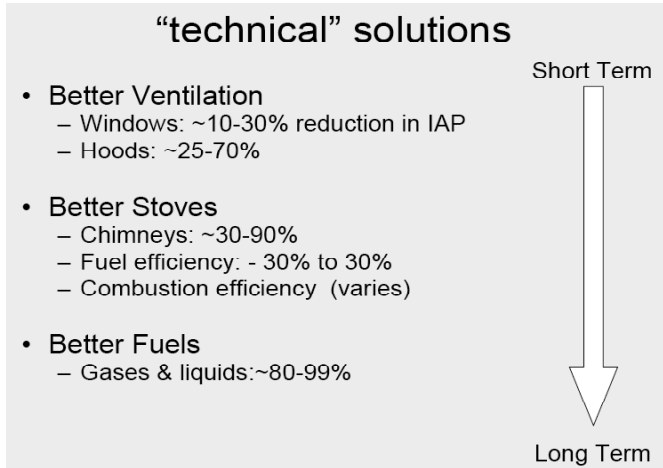 “technical” solutions
Short Term
• Better Ventilation
– Windows: ~10-30% reduction in IAP
– Hoods: ~25-70%
• Better Stoves
– Chimneys: ~30-90%
– Fuel efficiency: - 30% to 30%
– Combustion efficiency (varies)
• Better Fuels
– Gases & liquids:~80-99%
Long Term